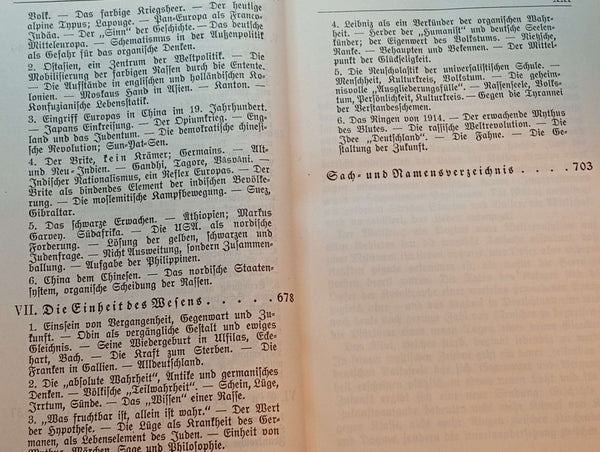 Volk. — Das farbige Kriegsheer. — Der heutige
alpine Typus; Lapouge. — Pan-Europa als Franco-
Judäa. — Der „Sinn“ der Geschichte. — Das deutsche
Mitteleuropa. — Schematismus in der Außenpolitik
als Gefahr für das organische Denken.
2. Ostasien, ein Zentrum der Weltpolitik. — Die
Mobilisierung der farbigen Rassen durch die Entente.
— Die Aufstände in englischen und holländischen Ko-
lonien. — Moskaus Hand in Asien. — Kanton. —
Konfuzianische Lebensstatik.
3. Eingriff Europas in China im 19. Jahrhundert.
— Japans Einkreisung. — Der Opiumkrieg. — Eng-
land und das Judentum. — Die demokratische chinesi-
sche Revolution; Sun-Yat-Sen.
4. Der Brite, kein Krämer; Germains. — Alt-
und Neu-Indien. — Gandhi, Tagore, Vasvani. —
Indischer Nationalismus, ein Reflex Europas. — Der
Brite als bindendes Element der indischen Bevölke-
rung. — Die moslemitische Kampfbewegung. — Suez,
Gibraltar.
5. Das schwarze Erwachen. — Äthiopien; Markus
Garvey. Südafrika. — Die USA. als nordische
Forderung. — Lösung der gelben, schwarzen und
Judenfrage. — Nicht Ausweitung, sondern Zusammen-
ballung. — Aufgabe der Philippinen.
6. China dem Chinesen. — Das nordische Staaten-
system, organische Scheidung der Rassen.
VII. Die Einheit des Wesens . . . . . 678
1. Einssein von Vergangenheit, Gegenwart und Zu-
kunft. — Odin als vergängliche Gestalt und ewiges
Gleichnis. — Seine Wiedergeburt in Ulfilas, Ecke-
hart, Bach. — Die Kraft zum Sterben. — Die
Franken in Gallien. — Alldeutschland.
2. Die „absolute Wahrheit“, Antike und germanisches
Denken. — Völkische „Teilwahrheit“. — Schein, Lüge,
Irrtum, Sünde. — Das „Wissen“ einer Rasse.
3. „Was fruchtbar ist, allein ist wahr.“ — Der Wert
der Hypothese. — Die Lüge als Krankheit des Ger-
manen, als Lebenselement des Juden. — Einheit von
Mythus, Märchen, Sage und Philosophie.
4. Leibniz als ein Verkünder der organischen Wahr-
heit. — Herder der „Humanist“ und deutsche Seelen-
künder; der Eigenwert des Volkstums. — Nietzsche,
Ranke. — Behaupten und Bekennen. — Der Mittel-
punkt der Glückseligkeit.
5. Die Neuscholastik der universalistischen Schule. —
Menschheit, Kulturkreis, Volkstum. — Die geheim-
nisvolle „Ausgliederungsfülle“. — Rassenseele, Volks-
tum, Persönlichkeit, Kulturkreis. — Gegen die Tyrannei
der Verstandesschemen.
6. Das Ringen von 1914. — Der erwachende Mythus
des Blutes. — Die rassische Weltrevolution. — Die
Idee „Deutschland“. — Die Fahne. — Die Ge-
staltung der Zukunft.
Sach- und Namensverzeichnis . . . . 703